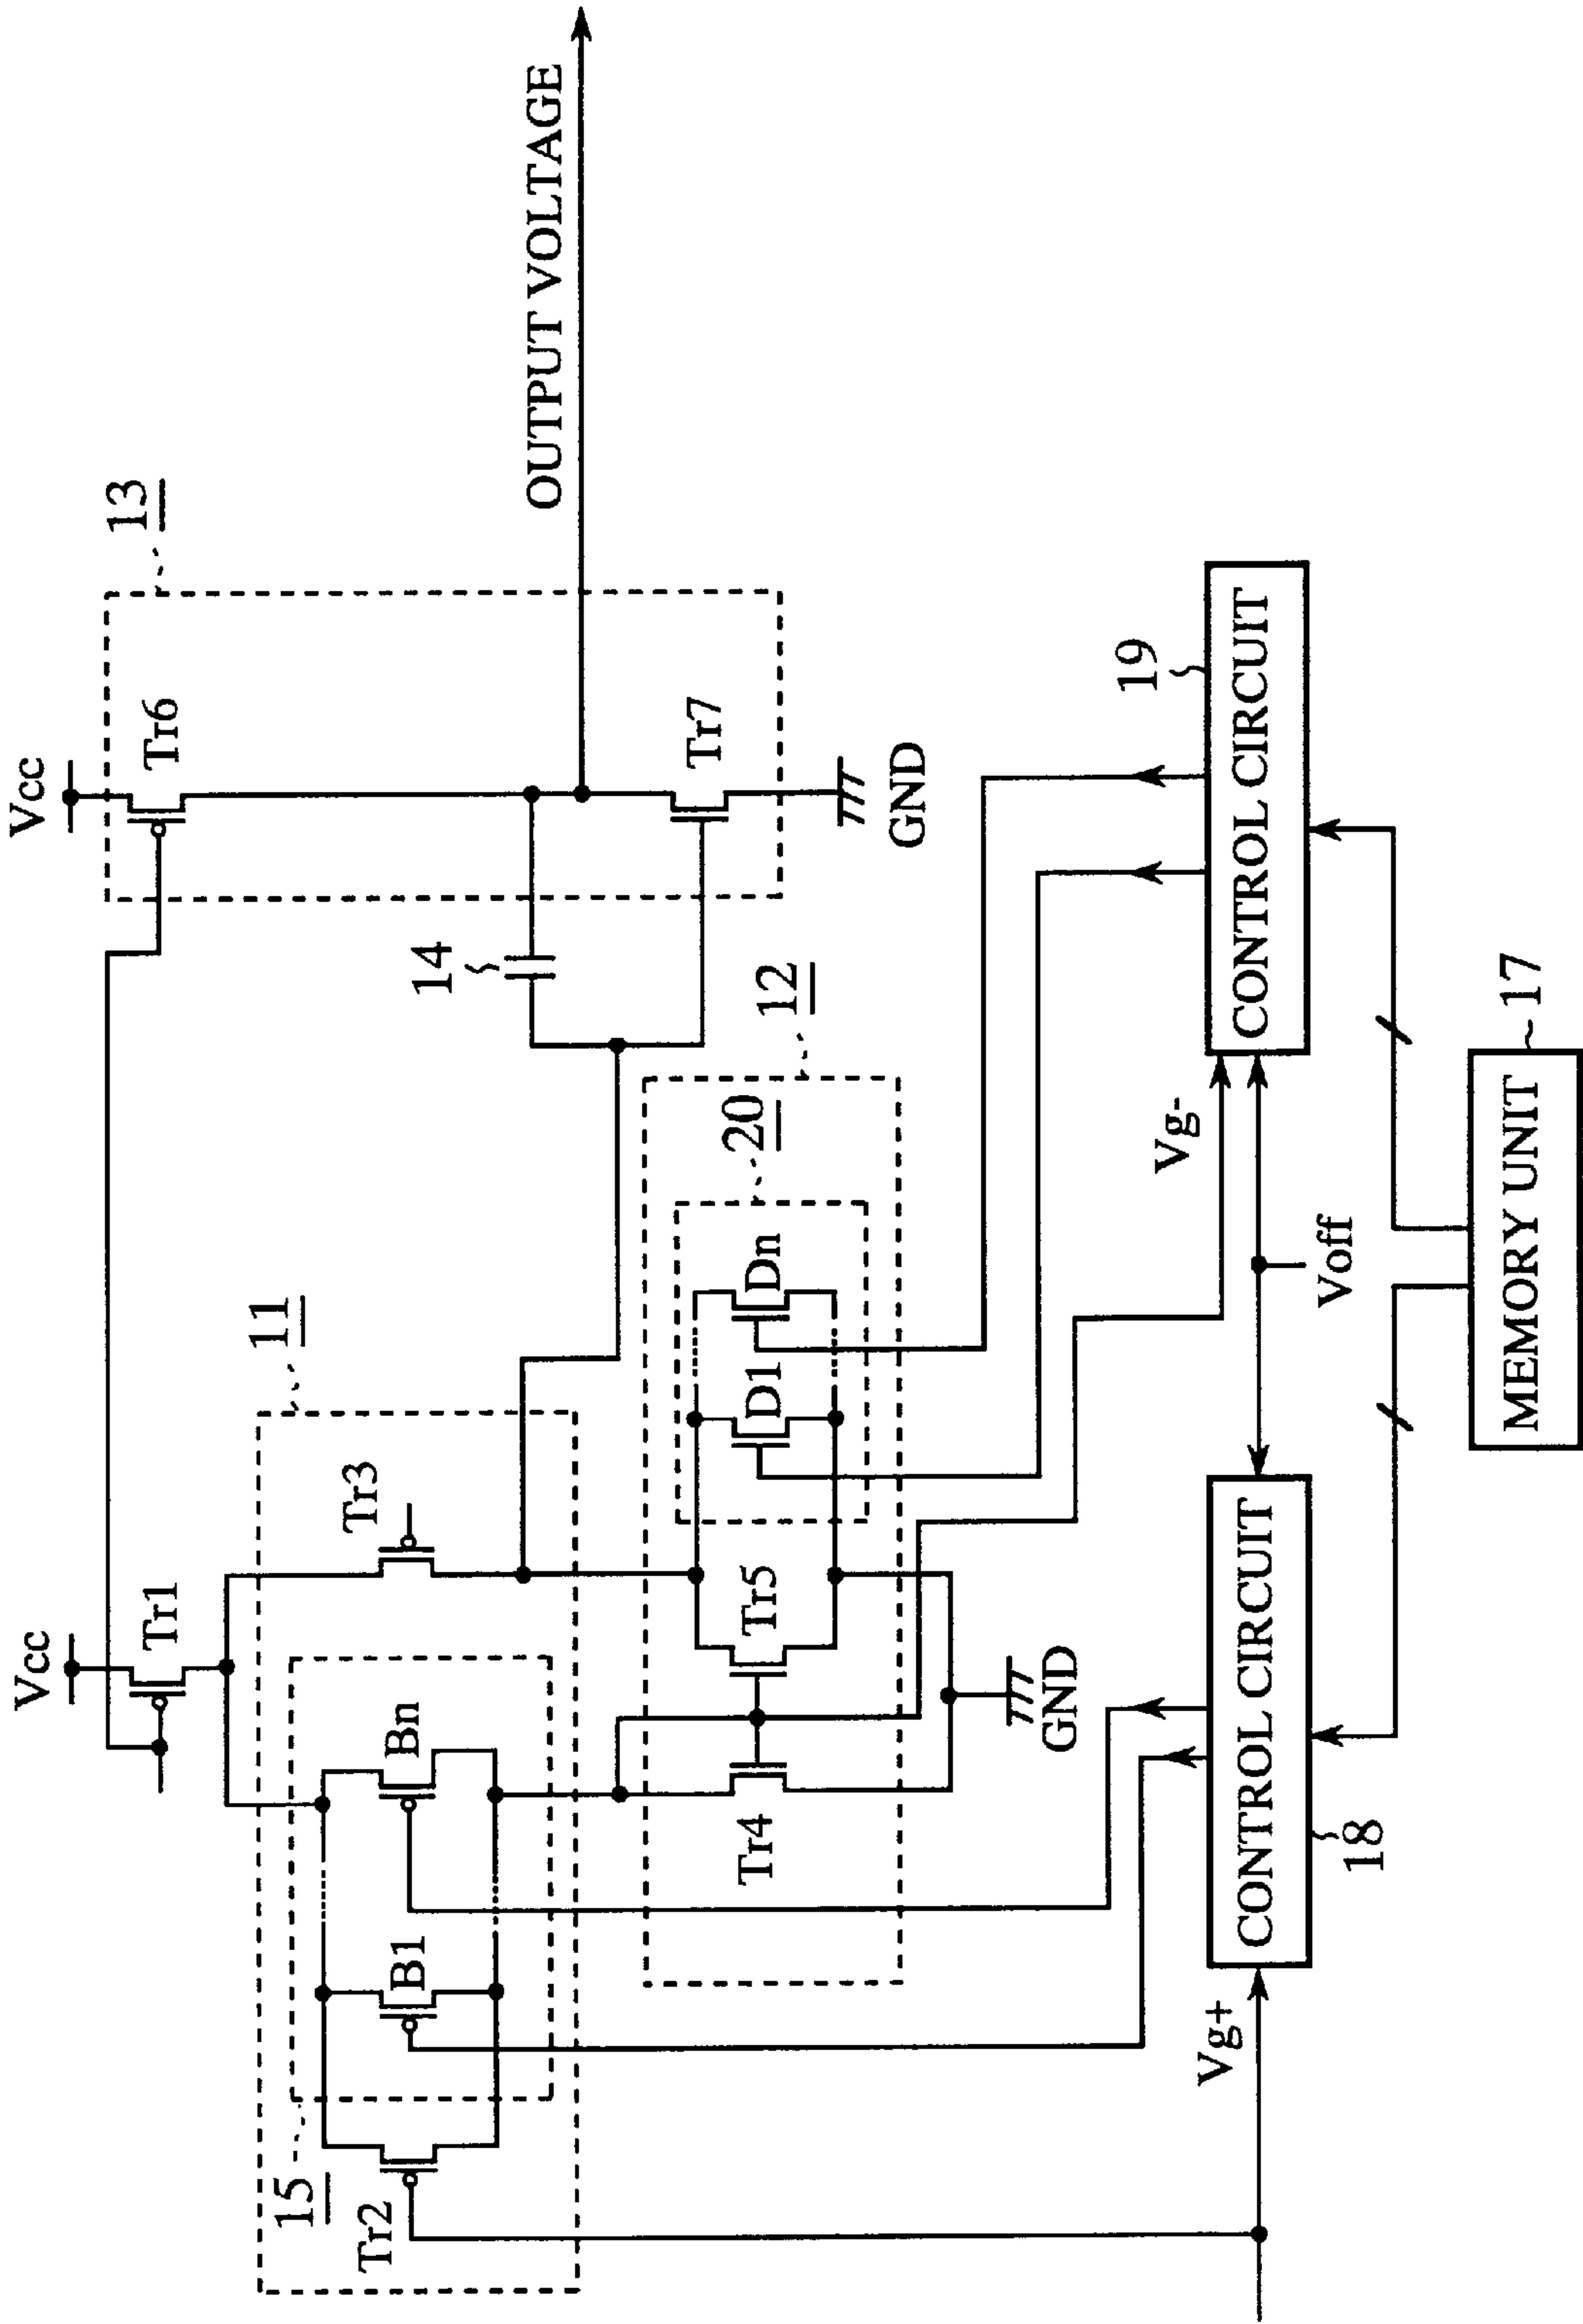 Vcc
Vcc
Tr1
Tr6
13
11
15
Tr2
B1
Bn
Tr3
14
OUTPUT VOLTAGE
12
20
Tr4
Tr5
D1
Dn
Tr7
GND
GND
Vg+
Vg-
Voff
18
CONTROL CIRCUIT
19
CONTROL CIRCUIT
MEMORY UNIT
17